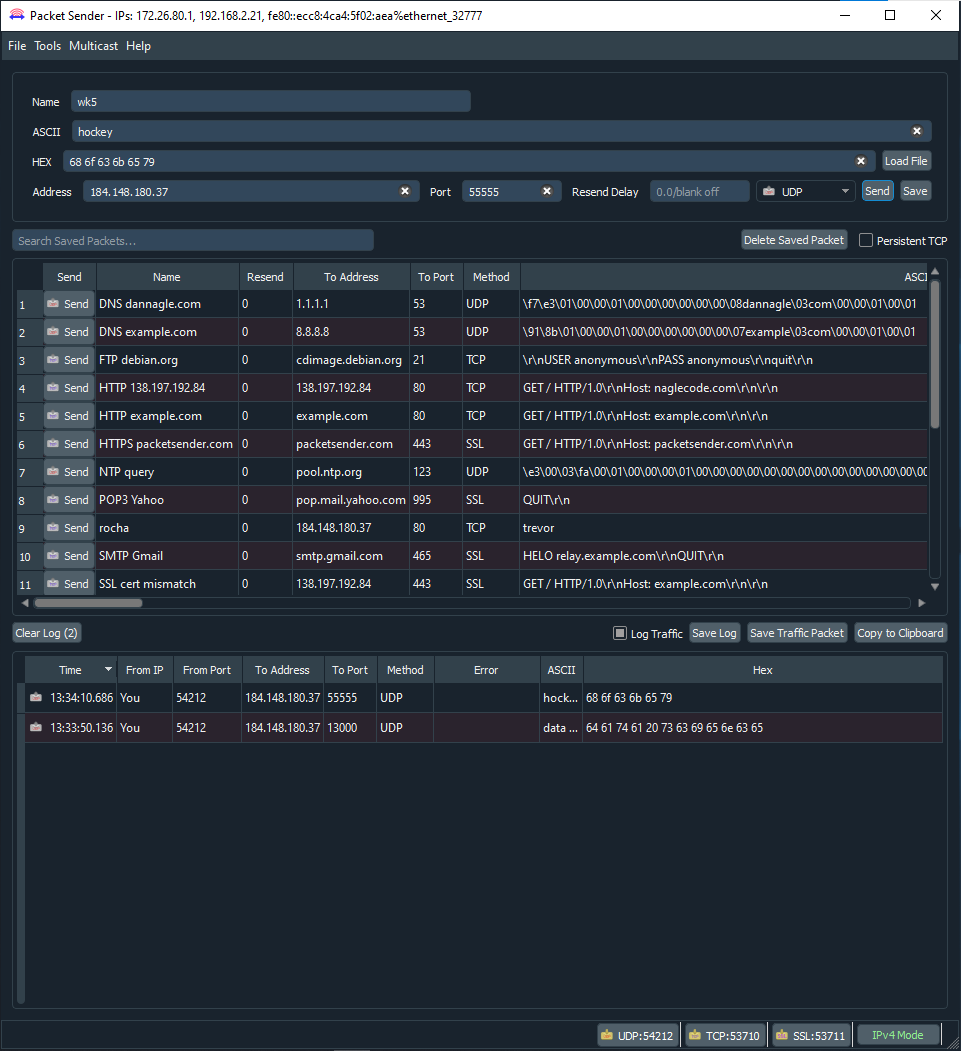 Packet Sender - IPs: 172.26.80.1, 192.168.2.21, fe80::ecc8:4ca4:5f02:aea%ethernet_32777
File Tools Multicast Help
Name wk5
ASCII hockey
HEX 68 6f 63 6b 65 79 Load File
Address 184.148.180.37 Port 55555 Resend Delay 0.0/blank off UDP Send Save
Search Saved Packets... Delete Saved Packet Persistent TCP
Send Name Resend To Address To Port Method ASCI
1 Send DNS dannagle.com 0 1.1.1.1 53 UDP \f7\e3\01\00\00\01\00\00\00\00\00\00\08dannagle\03com\00\00\01\00\01
2 Send DNS example.com 0 8.8.8.8 53 UDP \91\8b\01\00\00\01\00\00\00\00\00\00\07example\03com\00\00\01\00\01
3 Send FTP debian.org 0 cdimage.debian.org 21 TCP \r\nUSER anonymous\r\nPASS anonymous\r\nquit\r\n
4 Send HTTP 138.197.192.84 0 138.197.192.84 80 TCP GET / HTTP/1.0\r\nHost: naglecode.com\r\n\r\n
5 Send HTTP example.com 0 example.com 80 TCP GET / HTTP/1.0\r\nHost: example.com\r\n\r\n
6 Send HTTPS packetsender.com 0 packetsender.com 443 SSL GET / HTTP/1.0\r\nHost: packetsender.com\r\n\r\n
7 Send NTP query 0 pool.ntp.org 123 UDP \e3\00\03\fa\00\01\00\00\00\01\00\00\00\00\00\00\00\00\00\00\00\00\00\00
8 Send POP3 Yahoo 0 pop.mail.yahoo.com 995 SSL QUIT\r\n
9 Send rocha 0 184.148.180.37 80 TCP trevor
10 Send SMTP Gmail 0 smtp.gmail.com 465 SSL HELO relay.example.com\r\nQUIT\r\n
11 Send SSL cert mismatch 0 138.197.192.84 443 SSL GET / HTTP/1.0\r\nHost: example.com\r\n\r\n
Clear Log (2) Log Traffic Save Log Save Traffic Packet Copy to Clipboard
Time From IP From Port To Address To Port Method Error ASCII Hex
13:34:10.686 You 54212 184.148.180.37 55555 UDP hock... 68 6f 63 6b 65 79
13:33:50.136 You 54212 184.148.180.37 13000 UDP data ... 64 61 74 61 20 73 63 69 65 6e 63 65
UDP:54212 TCP:53710 SSL:53711 IPv4 Mode